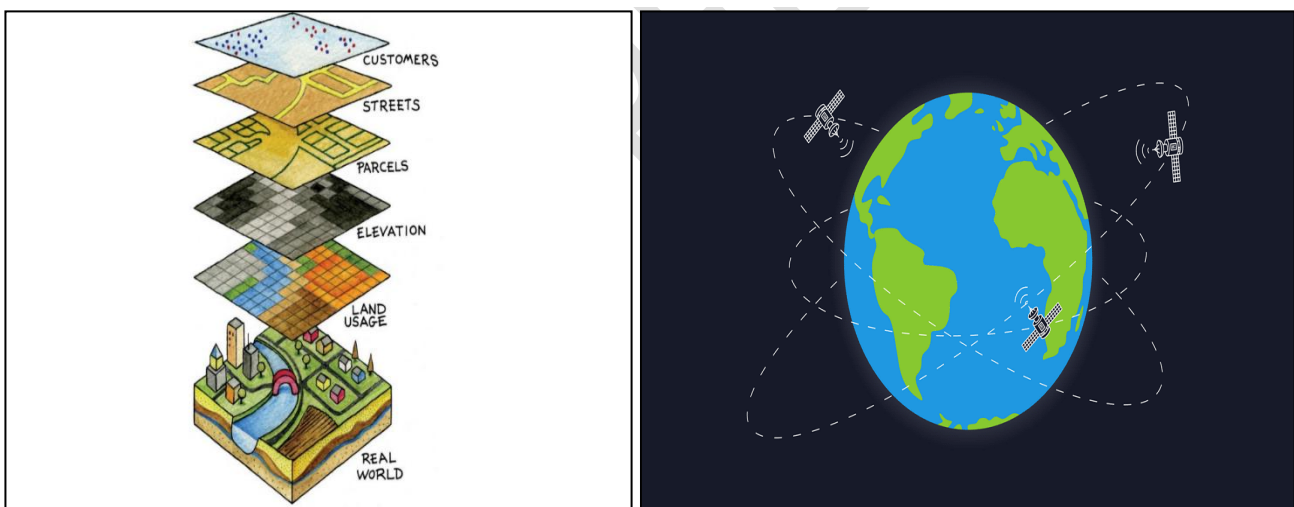 CUSTOMERS
STREETS
PARCELS
ELEVATION
LAND
USAGE
REAL
WORLD